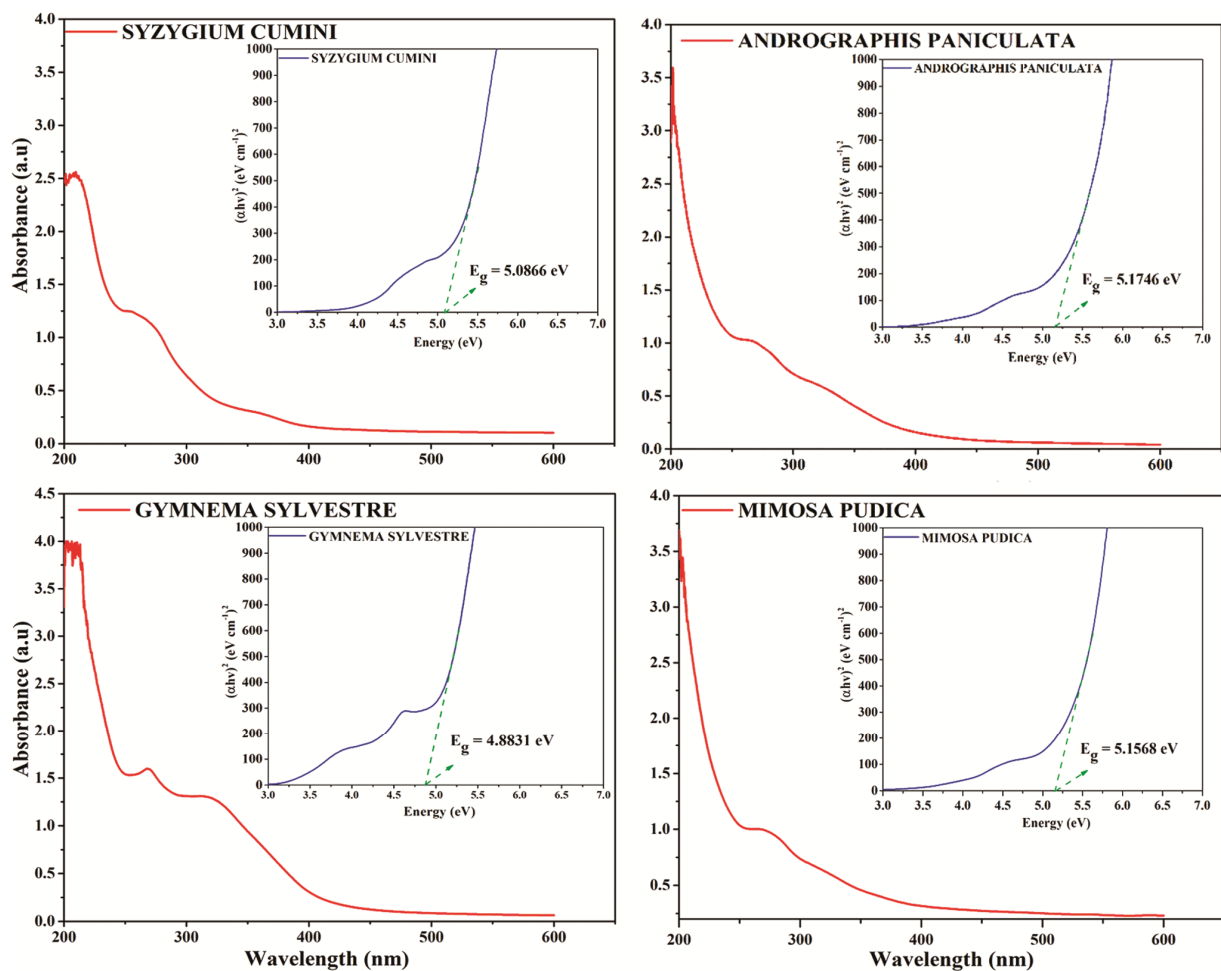 SYZYGIUM CUMINI
4.0
3.5
3.0
2.5
2.0
1.5
1.0
0.5
0.0
Absorbance (a.u)
200 300 400 500 600
SYZYGIUM CUMINI
1000
900
800
700
600
500
400
300
200
100
0
(αhν)² (eV cm⁻¹)²
E_g = 5.0866 eV
3.0 3.5 4.0 4.5 5.0 5.5 6.0 6.5 7.0
Energy (eV)
ANDROGRAPHIS PANICULATA
4.0
3.5
3.0
2.5
2.0
1.5
1.0
0.5
0.0
200 300 400 500 600
ANDROGRAPHIS PANICULATA
1000
900
800
700
600
500
400
300
200
100
0
(αhν)² (eV cm⁻¹)²
E_g = 5.1746 eV
3.0 3.5 4.0 4.5 5.0 5.5 6.0 6.5 7.0
Energy (eV)
GYMNEMA SYLVESTRE
4.5
4.0
3.5
3.0
2.5
2.0
1.5
1.0
0.5
0.0
Absorbance (a.u)
200 300 400 500 600
Wavelength (nm)
GYMNEMA SYLVESTRE
1000
900
800
700
600
500
400
300
200
100
0
(αhν)² (eV cm⁻¹)²
E_g = 4.8831 eV
3.0 3.5 4.0 4.5 5.0 5.5 6.0 6.5 7.0
Energy (eV)
MIMOSA PUDICA
4.0
3.5
3.0
2.5
2.0
1.5
1.0
0.5
200 300 400 500 600
Wavelength (nm)
MIMOSA PUDICA
1000
900
800
700
600
500
400
300
200
100
0
(αhν)² (eV cm⁻¹)²
E_g = 5.1568 eV
3.0 3.5 4.0 4.5 5.0 5.5 6.0 6.5 7.0
Energy (eV)